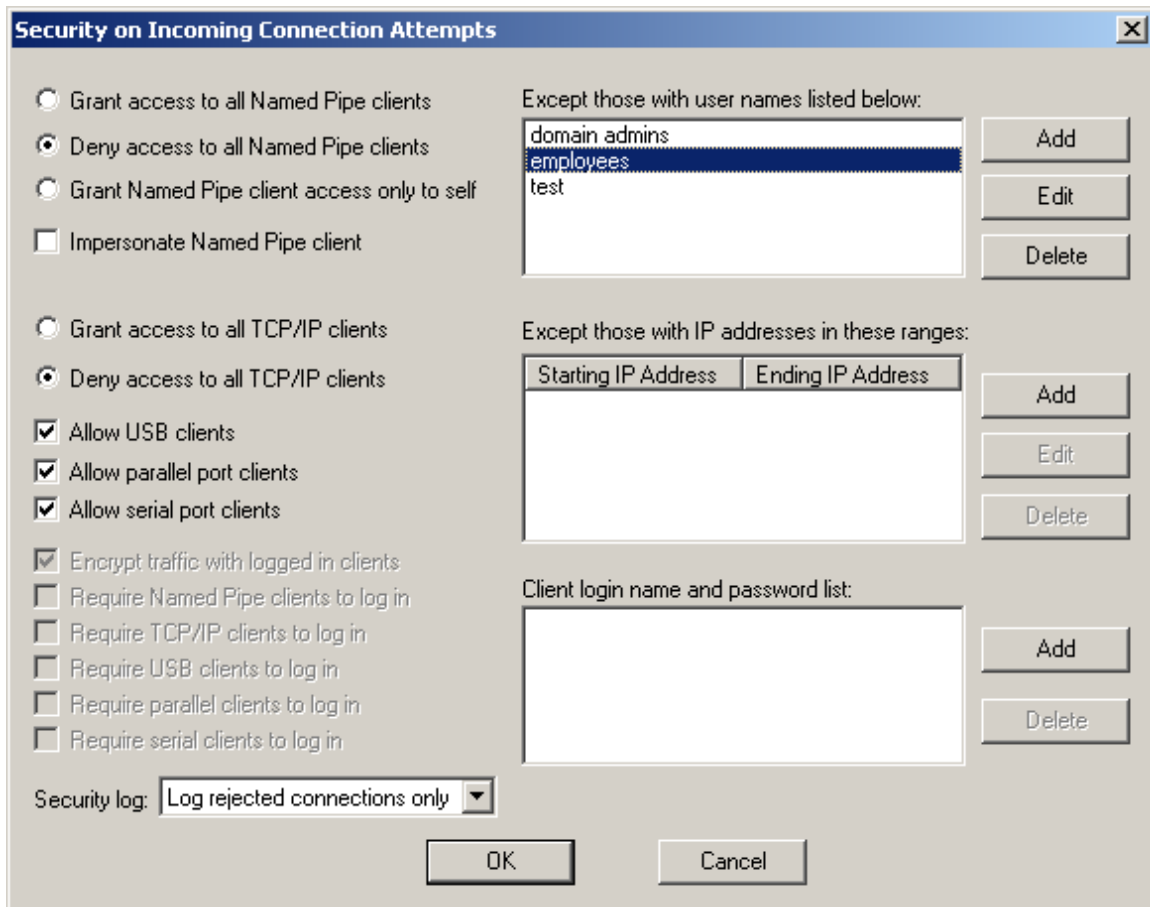 Security on Incoming Connection Attempts
Grant access to all Named Pipe clients
Deny access to all Named Pipe clients
Grant Named Pipe client access only to self
Impersonate Named Pipe client
Except those with user names listed below:
domain admins
employees
test
Add
Edit
Delete
Grant access to all TCP/IP clients
Deny access to all TCP/IP clients
Allow USB clients
Allow parallel port clients
Allow serial port clients
Except those with IP addresses in these ranges:
Starting IP Address Ending IP Address
Add
Edit
Delete
Encrypt traffic with logged in clients
Require Named Pipe clients to log in
Require TCP/IP clients to log in
Require USB clients to log in
Require parallel clients to log in
Require serial clients to log in
Client login name and password list:
Add
Delete
Security log: Log rejected connections only
OK Cancel